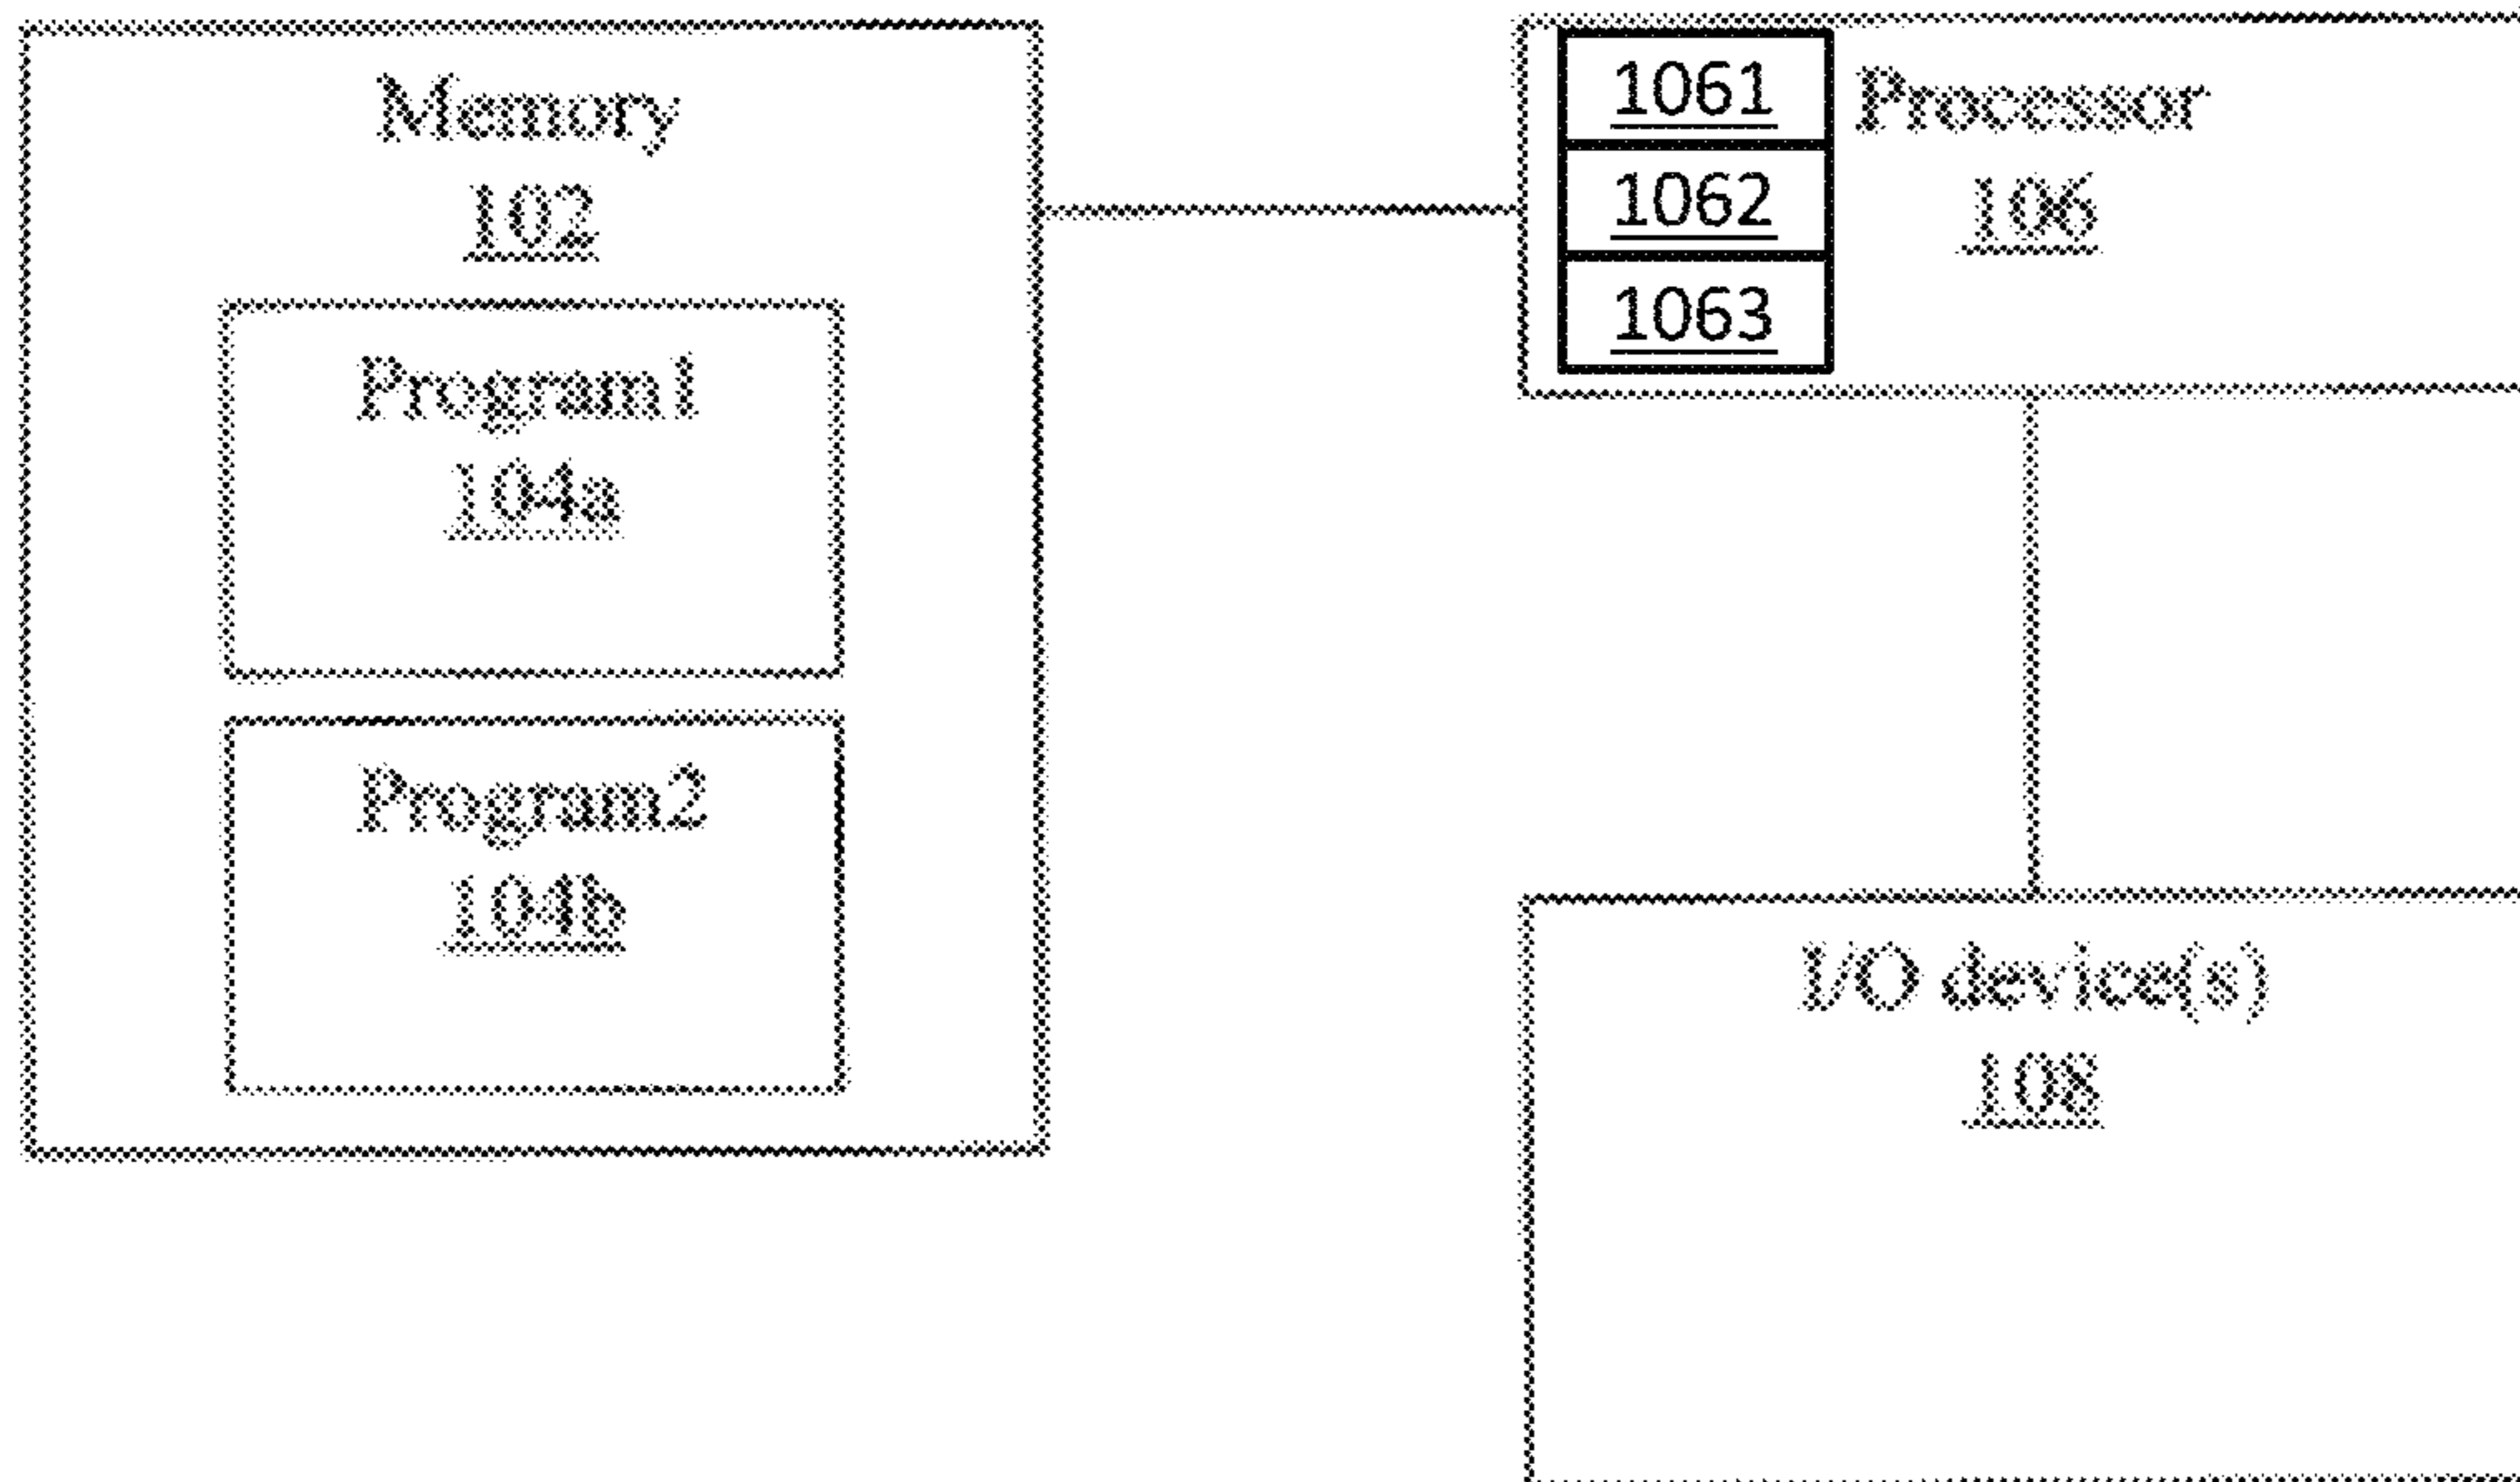 Memory
102
Program1
104a
Program2
104b
1061
1062
1063
Processor
106
I/O device(s)
108